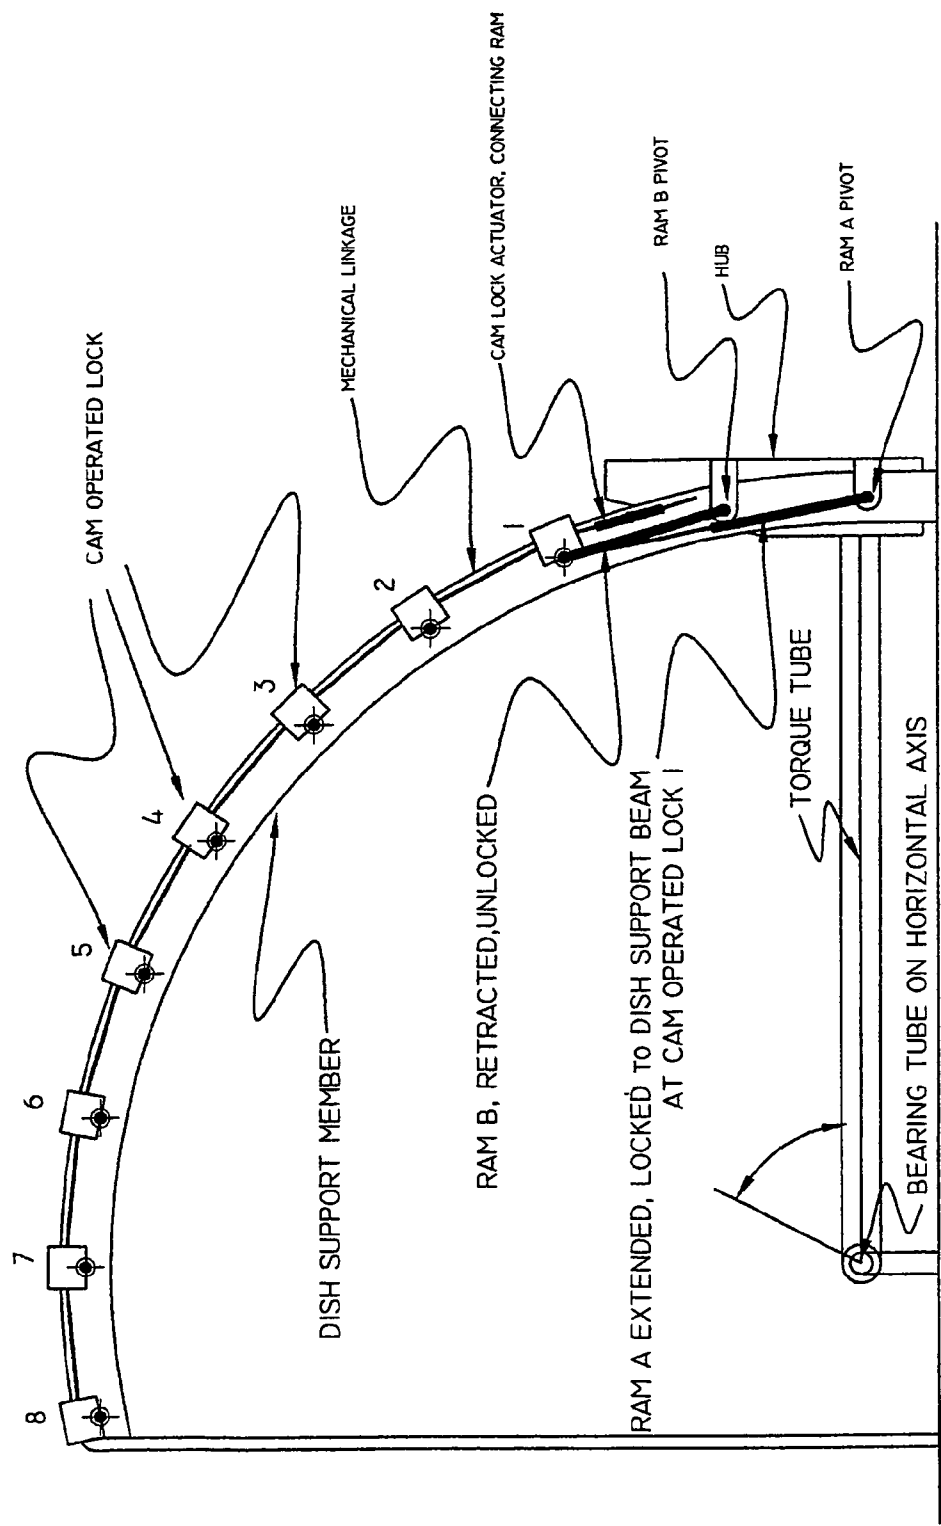 8
7
6
5
4
3
2
1
CAM OPERATED LOCK
MECHANICAL LINKAGE
CAM LOCK ACTUATOR, CONNECTING RAM
RAM B PIVOT
HUB
RAM A PIVOT
DISH SUPPORT MEMBER
RAM B, RETRACTED,UNLOCKED
RAM A EXTENDED, LOCKED to DISH SUPPORT BEAM
AT CAM OPERATED LOCK 1
TORQUE TUBE
BEARING TUBE ON HORIZONTAL AXIS